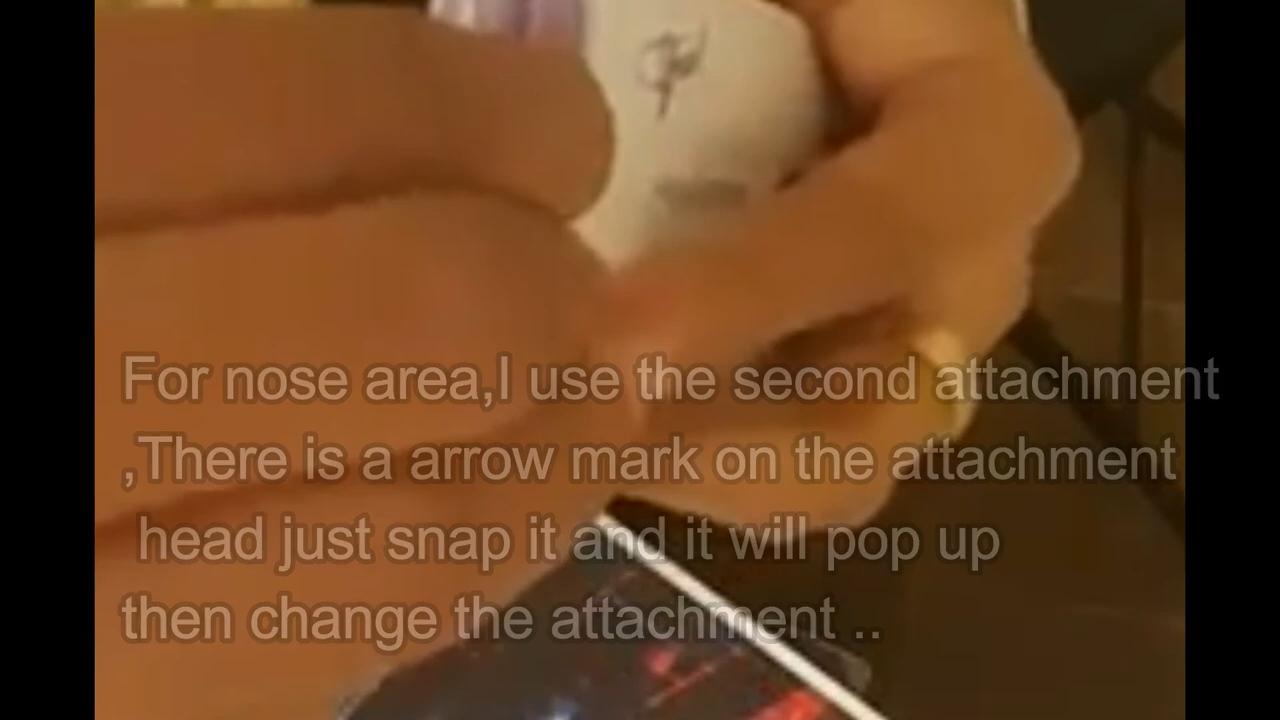 For nose area,I use the second attachment
,There is a arrow mark on the attachment
head just snap it and it will pop up
then change the attachment ..